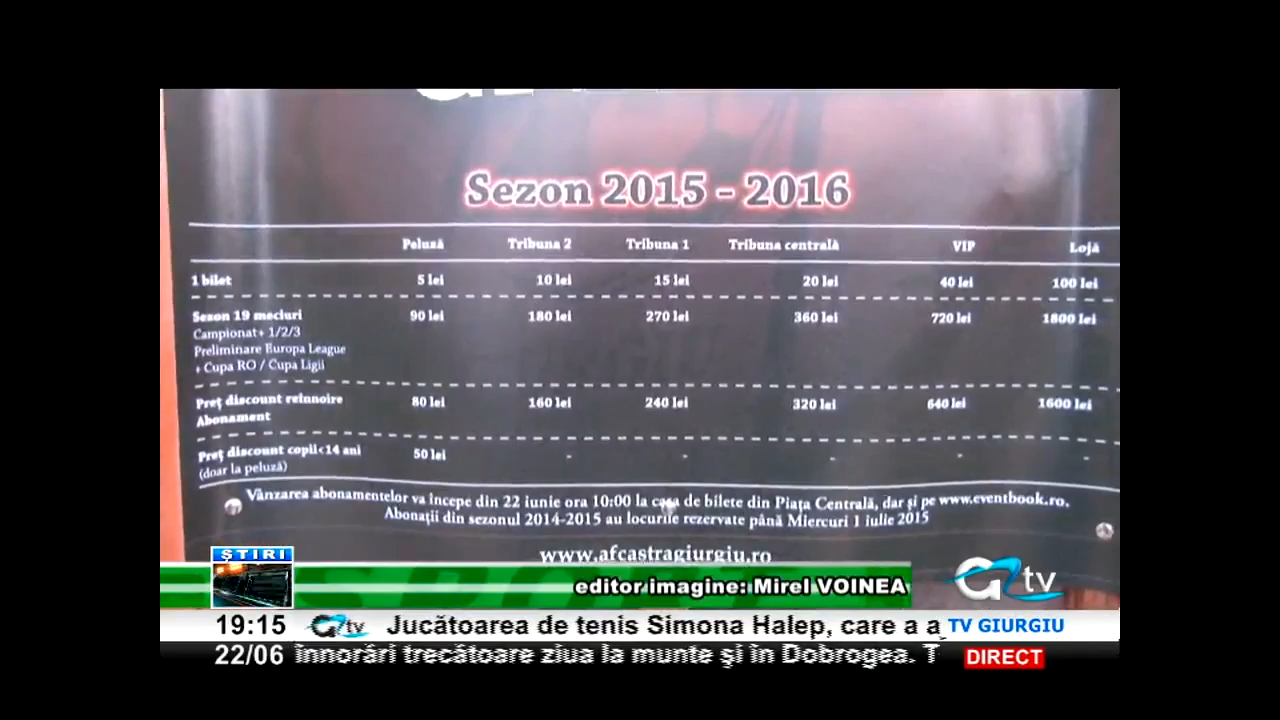 Sezon 2015 - 2016
Peluză Tribuna 2 Tribuna 1 Tribuna centrală VIP Lojă
1 bilet 5 lei 10 lei 15 lei 20 lei 40 lei 100 lei
Sezon 19 meciuri 90 lei 180 lei 270 lei 360 lei 720 lei 1800 lei
Campionat+ 1/2/3
Preliminare Europa League
+ Cupa RO / Cupa Ligii
Preț discount reinnoire 80 lei 160 lei 240 lei 320 lei 640 lei 1600 lei
Abonament
Preț discount copil<14 ani 50 lei - - - - -
(doar la peluză)
Vânzarea abonamentelor va începe din 22 iunie ora 10:00 la casa de bilete din Piața Centrală, dar și pe www.eventbook.ro.
Abonații din sezonul 2014-2015 au locurile rezervate până Miercuri 1 iulie 2015
www.afcastragiurgiu.ro
ŞTIRI
editor imagine: Mirel VOINEA
G tv
19:15 G tv Jucătoarea de tenis Simona Halep, care a a TV GIURGIU
22/06 înnorări trecătoare ziua la munte şi în Dobrogea. T DIRECT